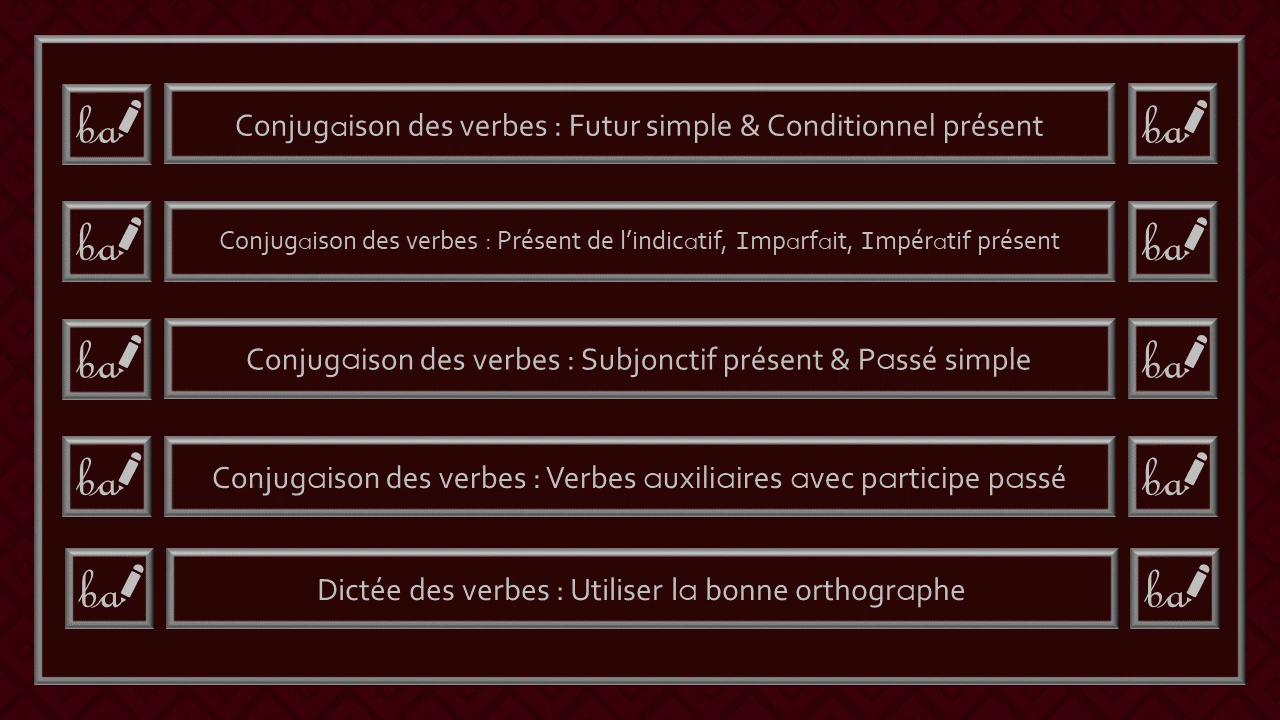 ba Conjugaison des verbes : Futur simple & Conditionnel présent ba
ba Conjugaison des verbes : Présent de l’indicatif, Imparfait, Impératif présent ba
ba Conjugaison des verbes : Subjonctif présent & Passé simple ba
ba Conjugaison des verbes : Verbes auxiliaires avec participe passé ba
ba Dictée des verbes : Utiliser la bonne orthographe ba